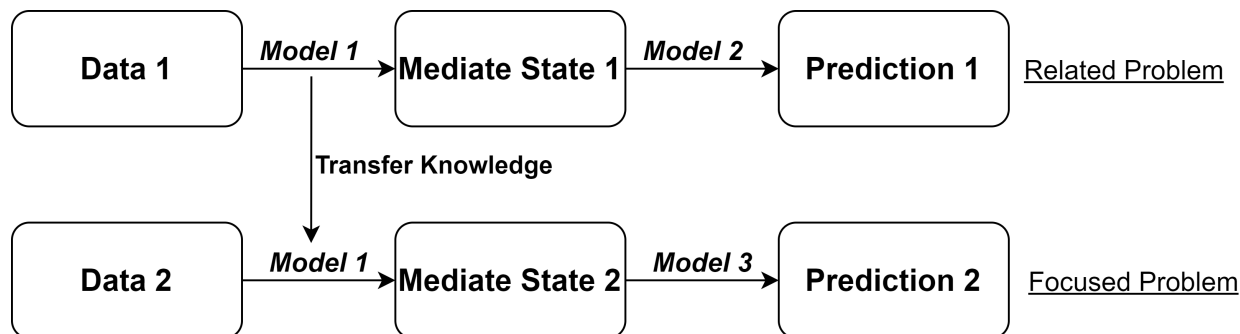 Data 1
Model 1
Mediate State 1
Model 2
Prediction 1
Related Problem
Transfer Knowledge
Data 2
Model 1
Mediate State 2
Model 3
Prediction 2
Focused Problem